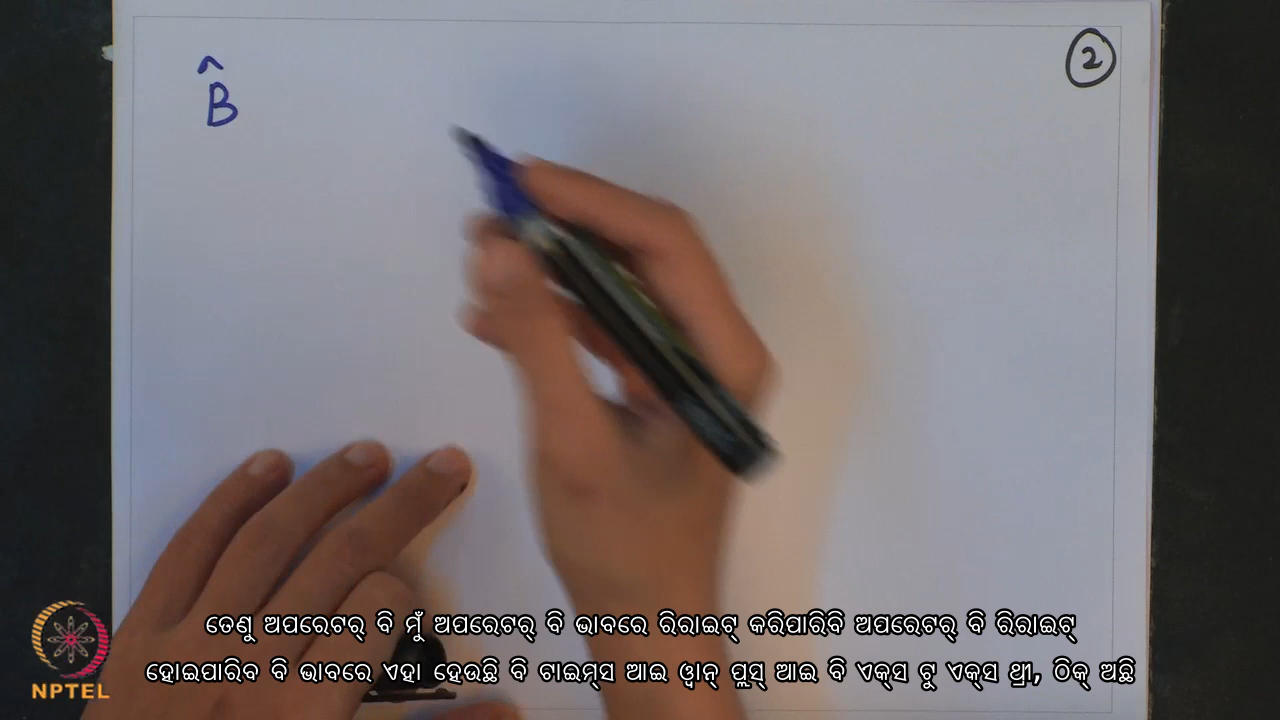 B̂
2
ତେଣୁ ଅପରେଟର୍ ବି ମୁଁ ଅପରେଟର୍ ବି ଭାବରେ ରିରାଇଟ୍ କରିପାରିବି ଅପରେଟର୍ ବି ରିରାଇଟ୍
ହୋଇପାରିବ ବି ଭାବରେ ଏହା ହେଉଛି ବି ଟାଇମ୍ସ ଆଇ ୱାନ୍ ପ୍ଲସ୍ ଆଇ ବି ଏକ୍ସ ଟୁ ଏକ୍ସ ଥ୍ରୀ, ଠିକ୍ ଅଛି
NPTEL